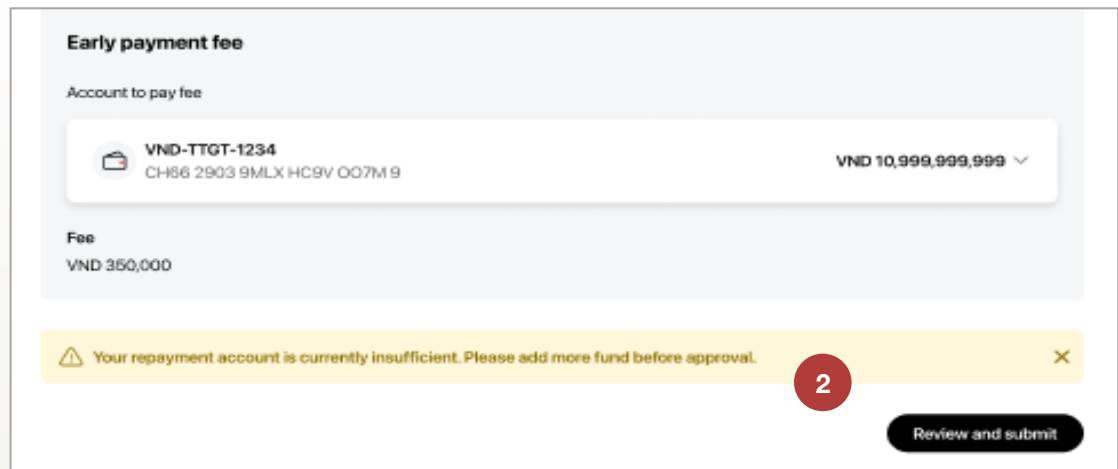 Early payment fee
Account to pay fee
VND-TTGT-1234
CH66 2903 9MLX HC9V OO7M 9
VND 10,999,999,999
Fee
VND 350,000
Your repayment account is currently insufficient. Please add more fund before approval.
2
Review and submit